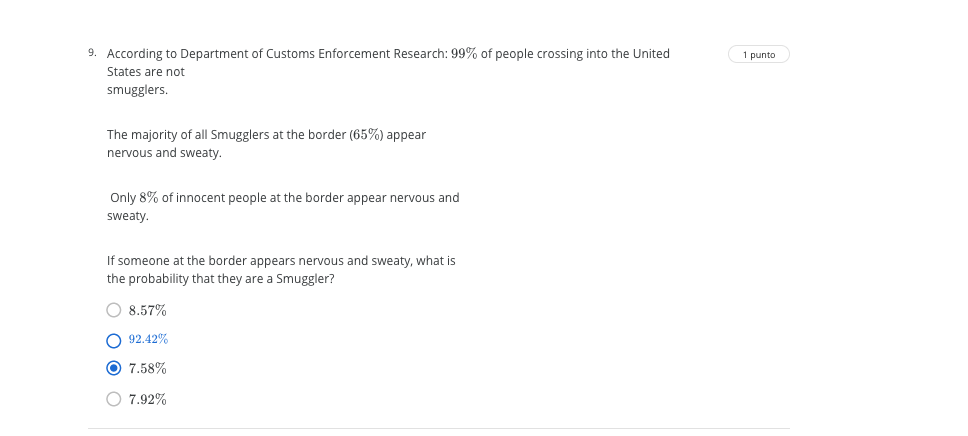 9. According to Department of Customs Enforcement Research: 99% of people crossing into the United
1 punto
States are not
smugglers.
The majority of all Smugglers at the border (65%) appear
nervous and sweaty.
Only 8% of innocent people at the border appear nervous and
sweaty.
If someone at the border appears nervous and sweaty, what is
the probability that they are a Smuggler?
8.57%
92.42%
7.58%
7.92%